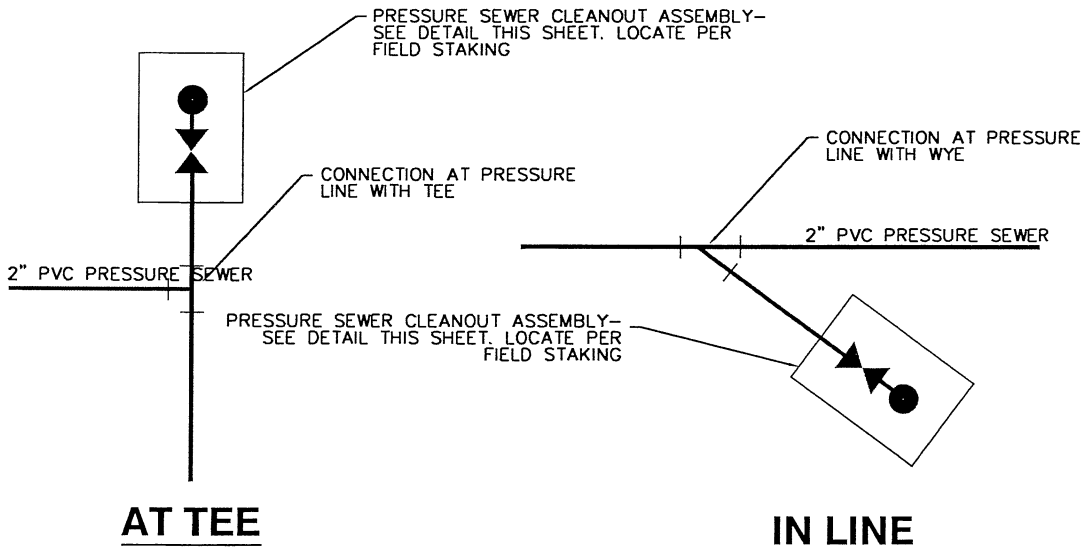 PRESSURE SEWER CLEANOUT ASSEMBLY-
SEE DETAIL THIS SHEET. LOCATE PER
FIELD STAKING
CONNECTION AT PRESSURE
LINE WITH TEE
2" PVC PRESSURE SEWER
AT TEE
CONNECTION AT PRESSURE
LINE WITH WYE
2" PVC PRESSURE SEWER
PRESSURE SEWER CLEANOUT ASSEMBLY-
SEE DETAIL THIS SHEET. LOCATE PER
FIELD STAKING
IN LINE